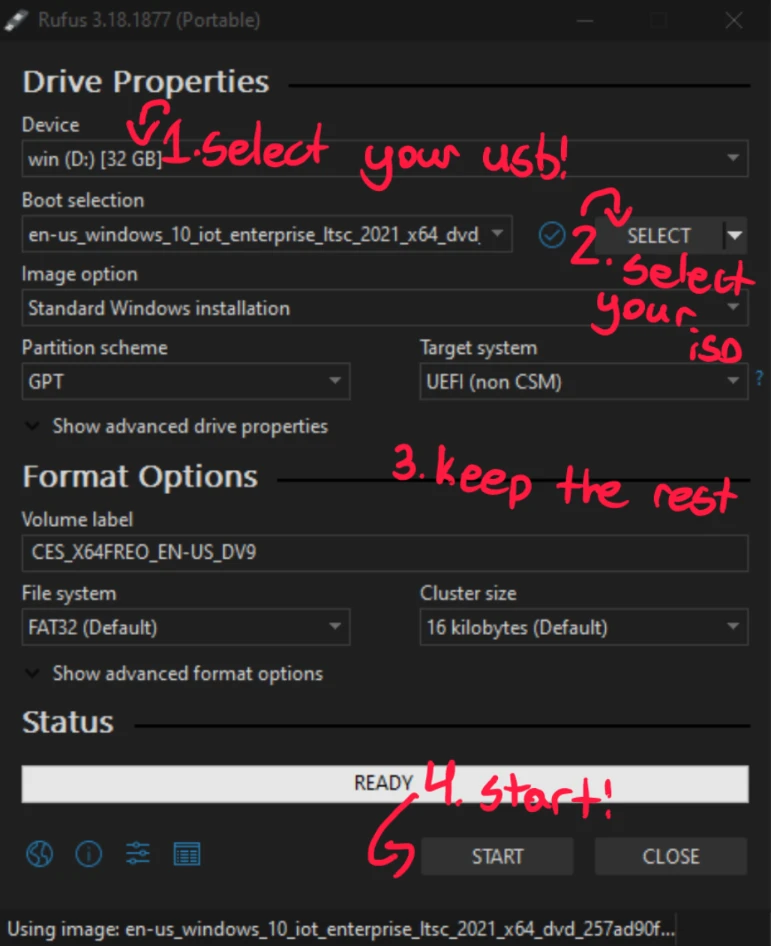 Rufus 3.18.1877 (Portable)
Drive Properties
Device
win (D:) [32 GB]
1. Select your usb!
Boot selection
en-us_windows_10_iot_enterprise_ltsc_2021_x64_dvd_
SELECT
2. Select
your
iso
Image option
Standard Windows installation
Partition scheme
Target system
GPT
UEFI (non CSM)
?
Show advanced drive properties
3. keep the rest
Format Options
Volume label
CES_X64FREO_EN-US_DV9
File system
Cluster size
FAT32 (Default)
16 kilobytes (Default)
Show advanced format options
Status
READY
4. start!
START
CLOSE
Using image: en-us_windows_10_iot_enterprise_ltsc_2021_x64_dvd_257ad90f...